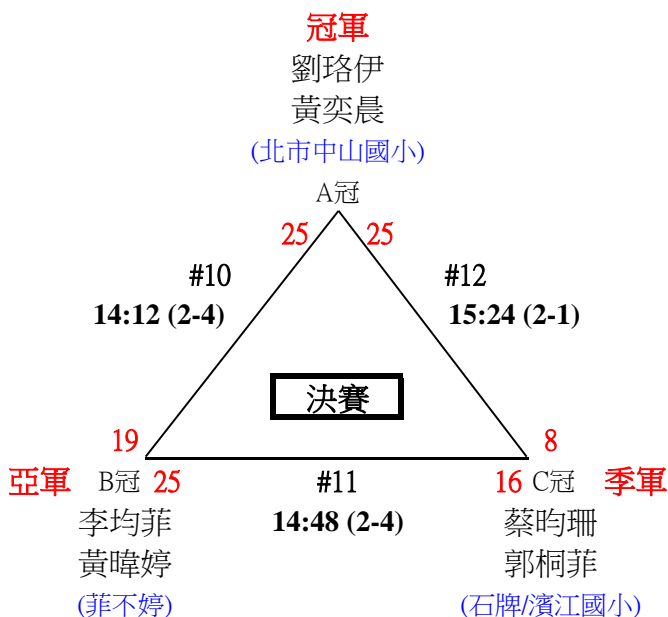 冠軍
劉珞伊
黃奕晨
(北市中山國小)
A冠
25 25
#10 #12
14:12 (2-4) 15:24 (2-1)
決賽
19 8
亞軍 B冠 25 #11 16 C冠 季軍
李均菲 14:48 (2-4) 蔡昀珊
黃暐婷 郭桐菲
(菲不婷) (石牌/濱江國小)